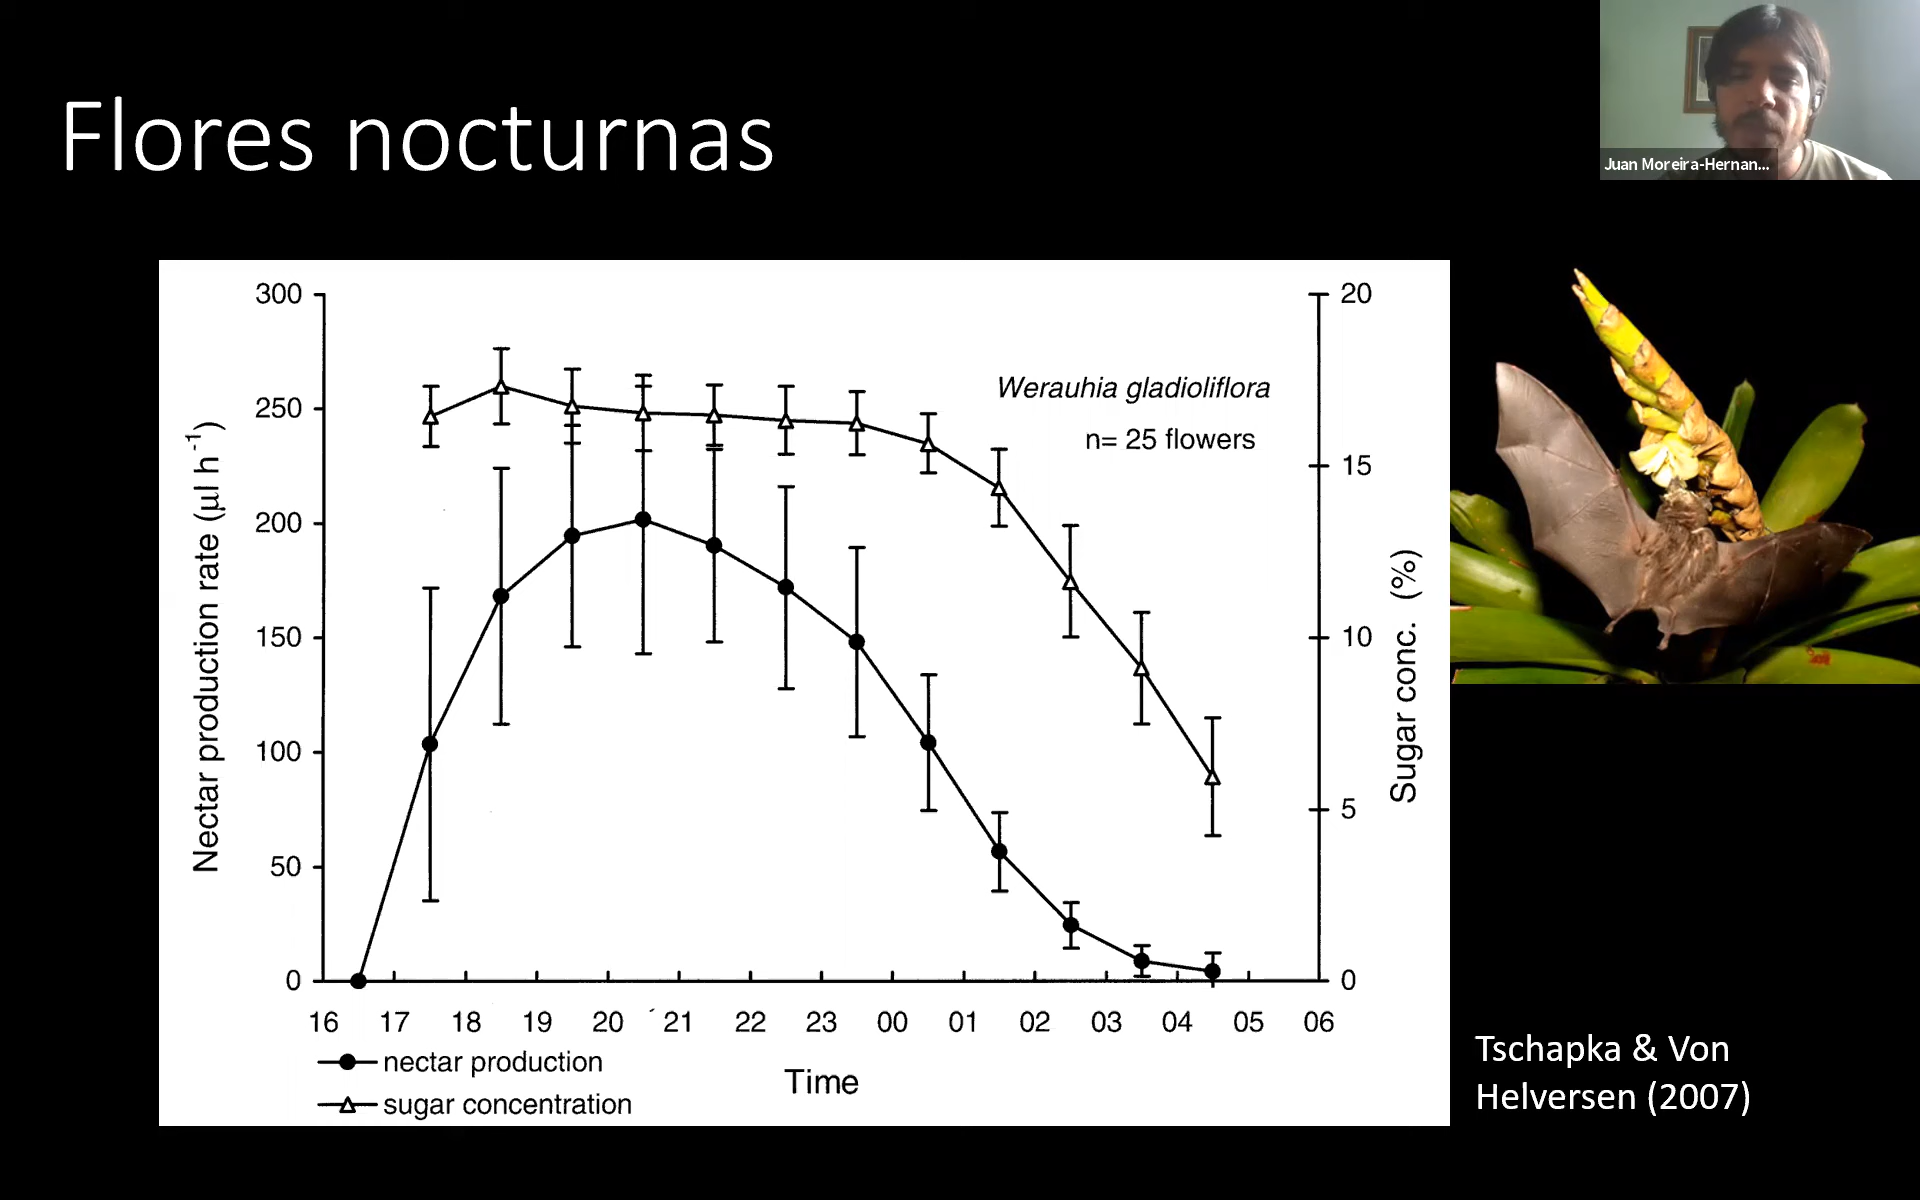 Flores nocturnas
Juan Moreira-Hernan...
300
250
200
150
100
50
0
Nectar production rate (µl h⁻¹)
20
15
10
5
0
Sugar conc. (%)
Werauhia gladioliflora
n= 25 flowers
16 17 18 19 20 21 22 23 00 01 02 03 04 05 06
Time
nectar production
sugar concentration
Tschapka & Von
Helversen (2007)